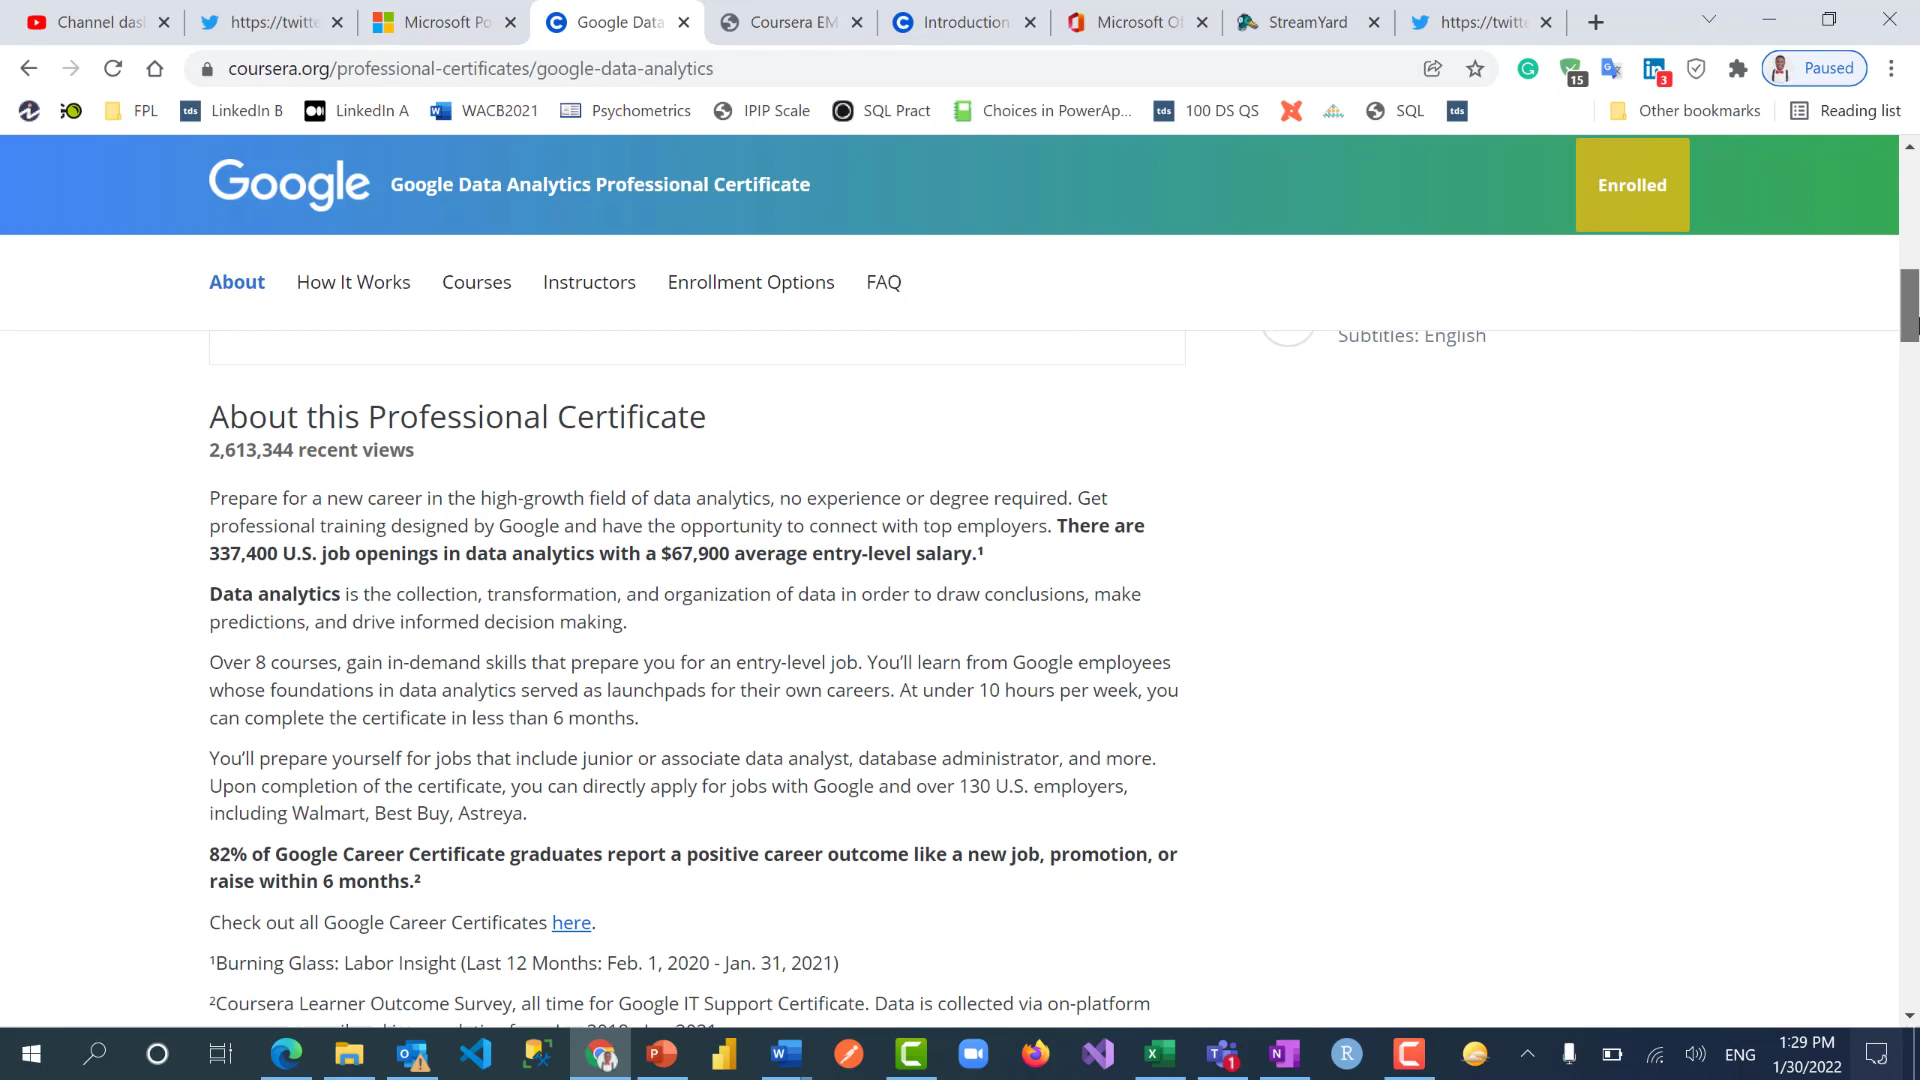 Channel das
https://twitte
Microsoft Po
Google Data
Coursera EM
Introduction
Microsoft Of
StreamYard
https://twitte
coursera.org/professional-certificates/google-data-analytics
15
3
Paused
FPL
tds LinkedIn B
LinkedIn A
WACB2021
Psychometrics
IPIP Scale
SQL Pract
Choices in PowerAp...
tds 100 DS QS
SQL
tds
Other bookmarks
Reading list
Google
Google Data Analytics Professional Certificate
Enrolled
About
How It Works
Courses
Instructors
Enrollment Options
FAQ
Subtitles: English
About this Professional Certificate
2,613,344 recent views
Prepare for a new career in the high-growth field of data analytics, no experience or degree required. Get
professional training designed by Google and have the opportunity to connect with top employers. There are
337,400 U.S. job openings in data analytics with a $67,900 average entry-level salary.¹
Data analytics is the collection, transformation, and organization of data in order to draw conclusions, make
predictions, and drive informed decision making.
Over 8 courses, gain in-demand skills that prepare you for an entry-level job. You’ll learn from Google employees
whose foundations in data analytics served as launchpads for their own careers. At under 10 hours per week, you
can complete the certificate in less than 6 months.
You’ll prepare yourself for jobs that include junior or associate data analyst, database administrator, and more.
Upon completion of the certificate, you can directly apply for jobs with Google and over 130 U.S. employers,
including Walmart, Best Buy, Astreya.
82% of Google Career Certificate graduates report a positive career outcome like a new job, promotion, or
raise within 6 months.²
Check out all Google Career Certificates here.
¹Burning Glass: Labor Insight (Last 12 Months: Feb. 1, 2020 - Jan. 31, 2021)
²Coursera Learner Outcome Survey, all time for Google IT Support Certificate. Data is collected via on-platform
ENG
1:29 PM
1/30/2022